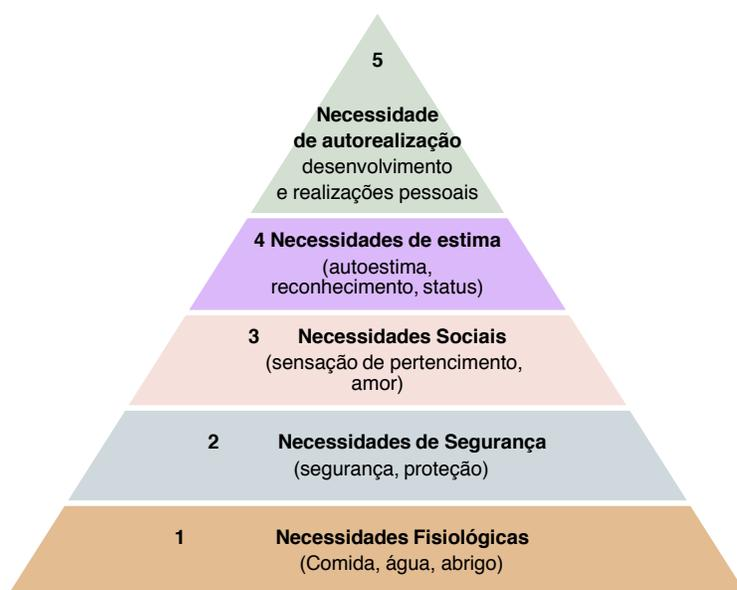 5
Necessidade
de autorealização
desenvolvimento
e realizações pessoais
4 Necessidades de estima
(autoestima,
reconhecimento, status)
3 Necessidades Sociais
(sensação de pertencimento,
amor)
2 Necessidades de Segurança
(segurança, proteção)
1 Necessidades Fisiológicas
(Comida, água, abrigo)